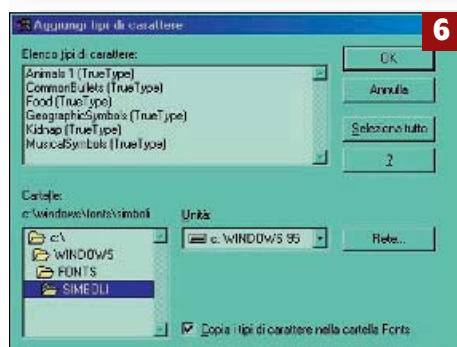 Aggiungi tipi di carattere
6
Elenco tipi di carattere:
OK
Animals 1 (TrueType)
CommonBullets (TrueType)
Food (TrueType)
GeographicSymbols (TrueType)
Kidnap (TrueType)
MusicalSymbols (TrueType)
Annulla
Seleziona tutto
?
Cartelle:
c:\windows\fonts\simboli
Unità:
c:\
WINDOWS
FONTS
SIMBOLI
c: WINDOWS 95
Rete...
Copia i tipi di carattere nella cartella Fonts